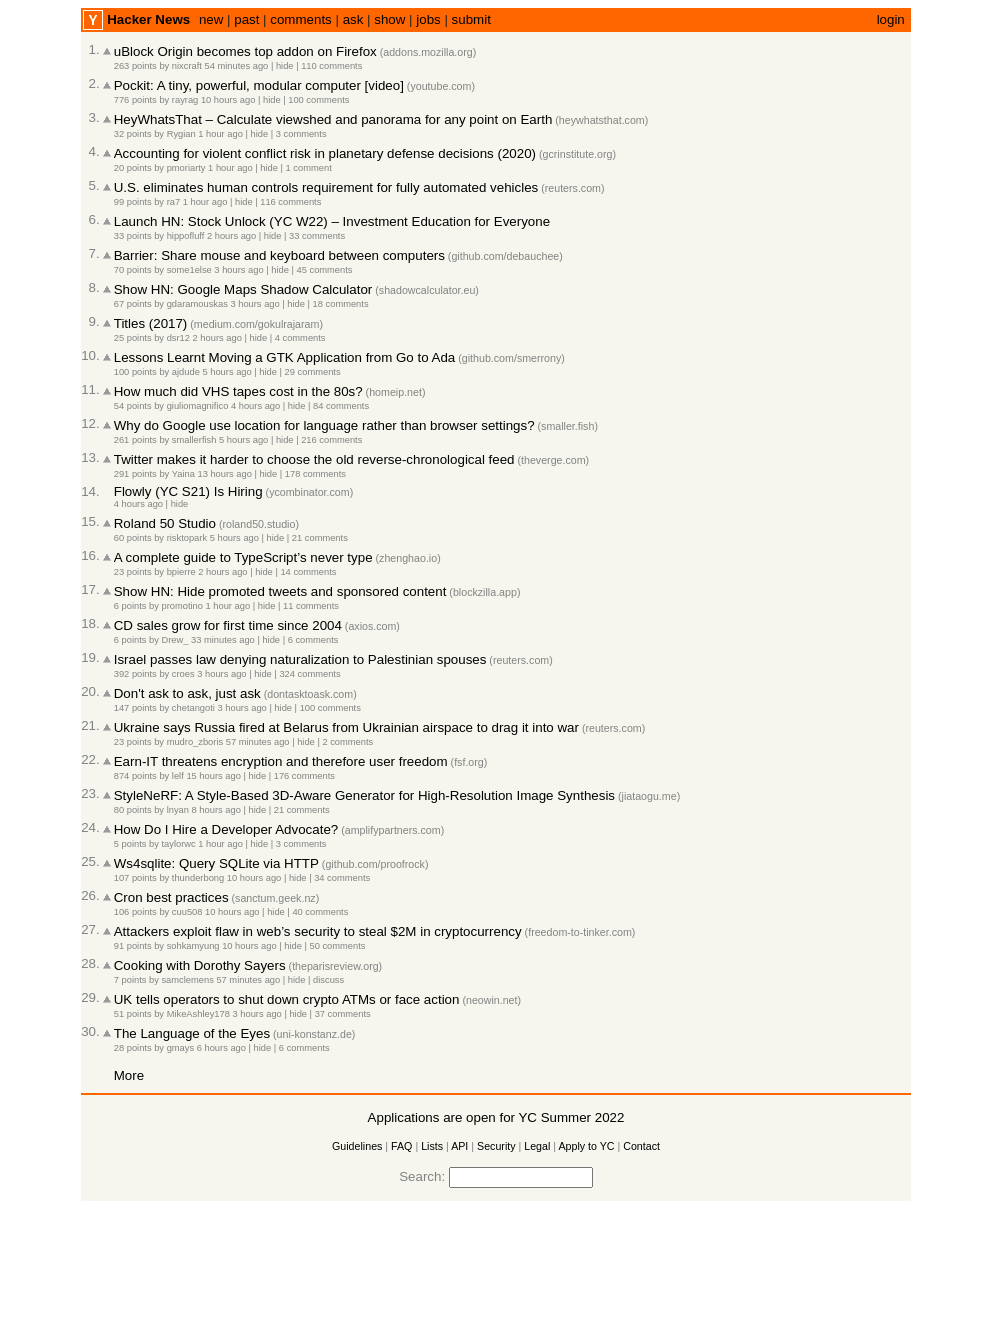 Y Hacker News new | past | comments | ask | show | jobs | submit login
1. uBlock Origin becomes top addon on Firefox (addons.mozilla.org)
263 points by nixcraft 54 minutes ago | hide | 110 comments
2. Pockit: A tiny, powerful, modular computer [video] (youtube.com)
776 points by rayrag 10 hours ago | hide | 100 comments
3. HeyWhatsThat – Calculate viewshed and panorama for any point on Earth (heywhatsthat.com)
32 points by Rygian 1 hour ago | hide | 3 comments
4. Accounting for violent conflict risk in planetary defense decisions (2020) (gcrinstitute.org)
20 points by pmoriarty 1 hour ago | hide | 1 comment
5. U.S. eliminates human controls requirement for fully automated vehicles (reuters.com)
99 points by ra7 1 hour ago | hide | 116 comments
6. Launch HN: Stock Unlock (YC W22) – Investment Education for Everyone
33 points by hippofluff 2 hours ago | hide | 33 comments
7. Barrier: Share mouse and keyboard between computers (github.com/debauchee)
70 points by some1else 3 hours ago | hide | 45 comments
8. Show HN: Google Maps Shadow Calculator (shadowcalculator.eu)
67 points by gdaramouskas 3 hours ago | hide | 18 comments
9. Titles (2017) (medium.com/gokulrajaram)
25 points by dsr12 2 hours ago | hide | 4 comments
10. Lessons Learnt Moving a GTK Application from Go to Ada (github.com/smerrony)
100 points by ajdude 5 hours ago | hide | 29 comments
11. How much did VHS tapes cost in the 80s? (homeip.net)
54 points by giuliomagnifico 4 hours ago | hide | 84 comments
12. Why do Google use location for language rather than browser settings? (smaller.fish)
261 points by smallerfish 5 hours ago | hide | 216 comments
13. Twitter makes it harder to choose the old reverse-chronological feed (theverge.com)
291 points by Yaina 13 hours ago | hide | 178 comments
14. Flowly (YC S21) Is Hiring (ycombinator.com)
4 hours ago | hide
15. Roland 50 Studio (roland50.studio)
60 points by risktopark 5 hours ago | hide | 21 comments
16. A complete guide to TypeScript’s never type (zhenghao.io)
23 points by bpierre 2 hours ago | hide | 14 comments
17. Show HN: Hide promoted tweets and sponsored content (blockzilla.app)
6 points by promotino 1 hour ago | hide | 11 comments
18. CD sales grow for first time since 2004 (axios.com)
6 points by Drew_ 33 minutes ago | hide | 6 comments
19. Israel passes law denying naturalization to Palestinian spouses (reuters.com)
392 points by croes 3 hours ago | hide | 324 comments
20. Don't ask to ask, just ask (dontasktoask.com)
147 points by chetangoti 3 hours ago | hide | 100 comments
21. Ukraine says Russia fired at Belarus from Ukrainian airspace to drag it into war (reuters.com)
23 points by mudro_zboris 57 minutes ago | hide | 2 comments
22. Earn-IT threatens encryption and therefore user freedom (fsf.org)
874 points by lelf 15 hours ago | hide | 176 comments
23. StyleNeRF: A Style-Based 3D-Aware Generator for High-Resolution Image Synthesis (jiataogu.me)
80 points by lnyan 8 hours ago | hide | 21 comments
24. How Do I Hire a Developer Advocate? (amplifypartners.com)
5 points by taylorwc 1 hour ago | hide | 3 comments
25. Ws4sqlite: Query SQLite via HTTP (github.com/proofrock)
107 points by thunderbong 10 hours ago | hide | 34 comments
26. Cron best practices (sanctum.geek.nz)
106 points by cuu508 10 hours ago | hide | 40 comments
27. Attackers exploit flaw in web’s security to steal $2M in cryptocurrency (freedom-to-tinker.com)
91 points by sohkamyung 10 hours ago | hide | 50 comments
28. Cooking with Dorothy Sayers (theparisreview.org)
7 points by samclemens 57 minutes ago | hide | discuss
29. UK tells operators to shut down crypto ATMs or face action (neowin.net)
51 points by MikeAshley178 3 hours ago | hide | 37 comments
30. The Language of the Eyes (uni-konstanz.de)
28 points by gmays 6 hours ago | hide | 6 comments
More
Applications are open for YC Summer 2022
Guidelines | FAQ | Lists | API | Security | Legal | Apply to YC | Contact
Search: